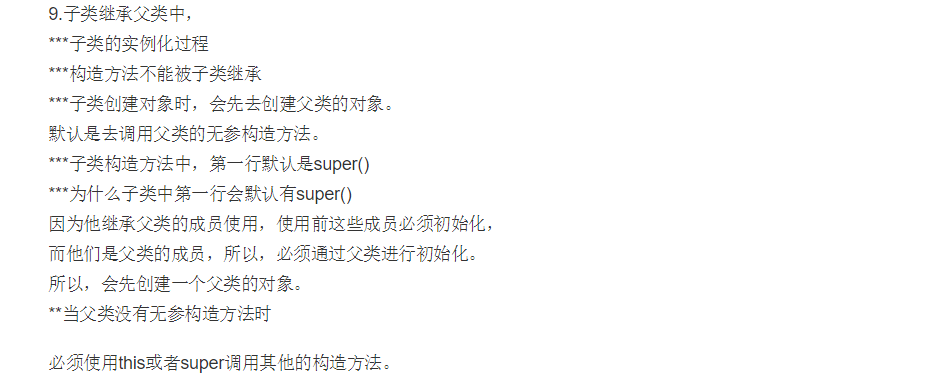 9.子类继承父类中，
***子类的实例化过程
***构造方法不能被子类继承
***子类创建对象时，会先去创建父类的对象。
默认是去调用父类的无参构造方法。
***子类构造方法中，第一行默认是super()
***为什么子类中第一行会默认有super()
因为他继承父类的成员使用，使用前这些成员必须初始化，
而他们是父类的成员，所以，必须通过父类进行初始化。
所以，会先创建一个父类的对象。
**当父类没有无参构造方法时
必须使用this或者super调用其他的构造方法。